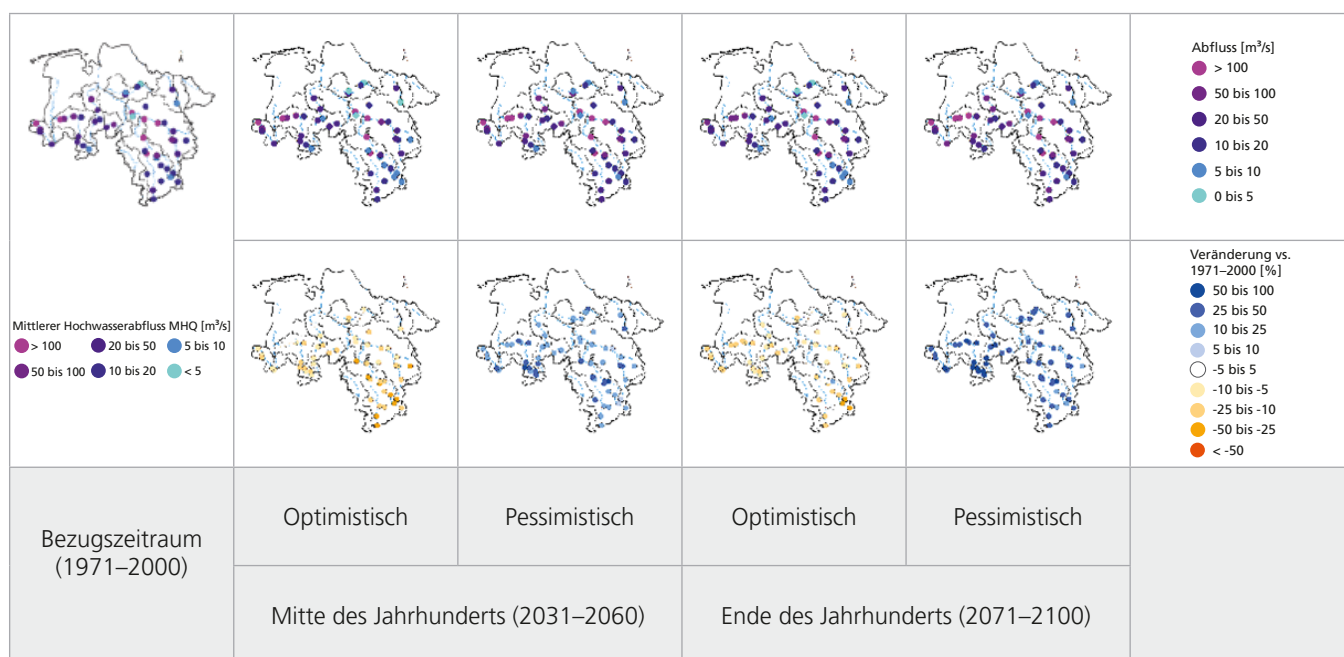 Abfluss [m³/s]
> 100
50 bis 100
20 bis 50
10 bis 20
5 bis 10
0 bis 5
Mittlerer Hochwasserabfluss MHQ [m³/s]
> 100 20 bis 50 5 bis 10
50 bis 100 10 bis 20 < 5
Veränderung vs.
1971–2000 [%]
50 bis 100
25 bis 50
10 bis 25
5 bis 10
-5 bis 5
-10 bis -5
-25 bis -10
-50 bis -25
< -50
Bezugszeitraum
(1971–2000)
Optimistisch Pessimistisch Optimistisch Pessimistisch
Mitte des Jahrhunderts (2031–2060) Ende des Jahrhunderts (2071–2100)